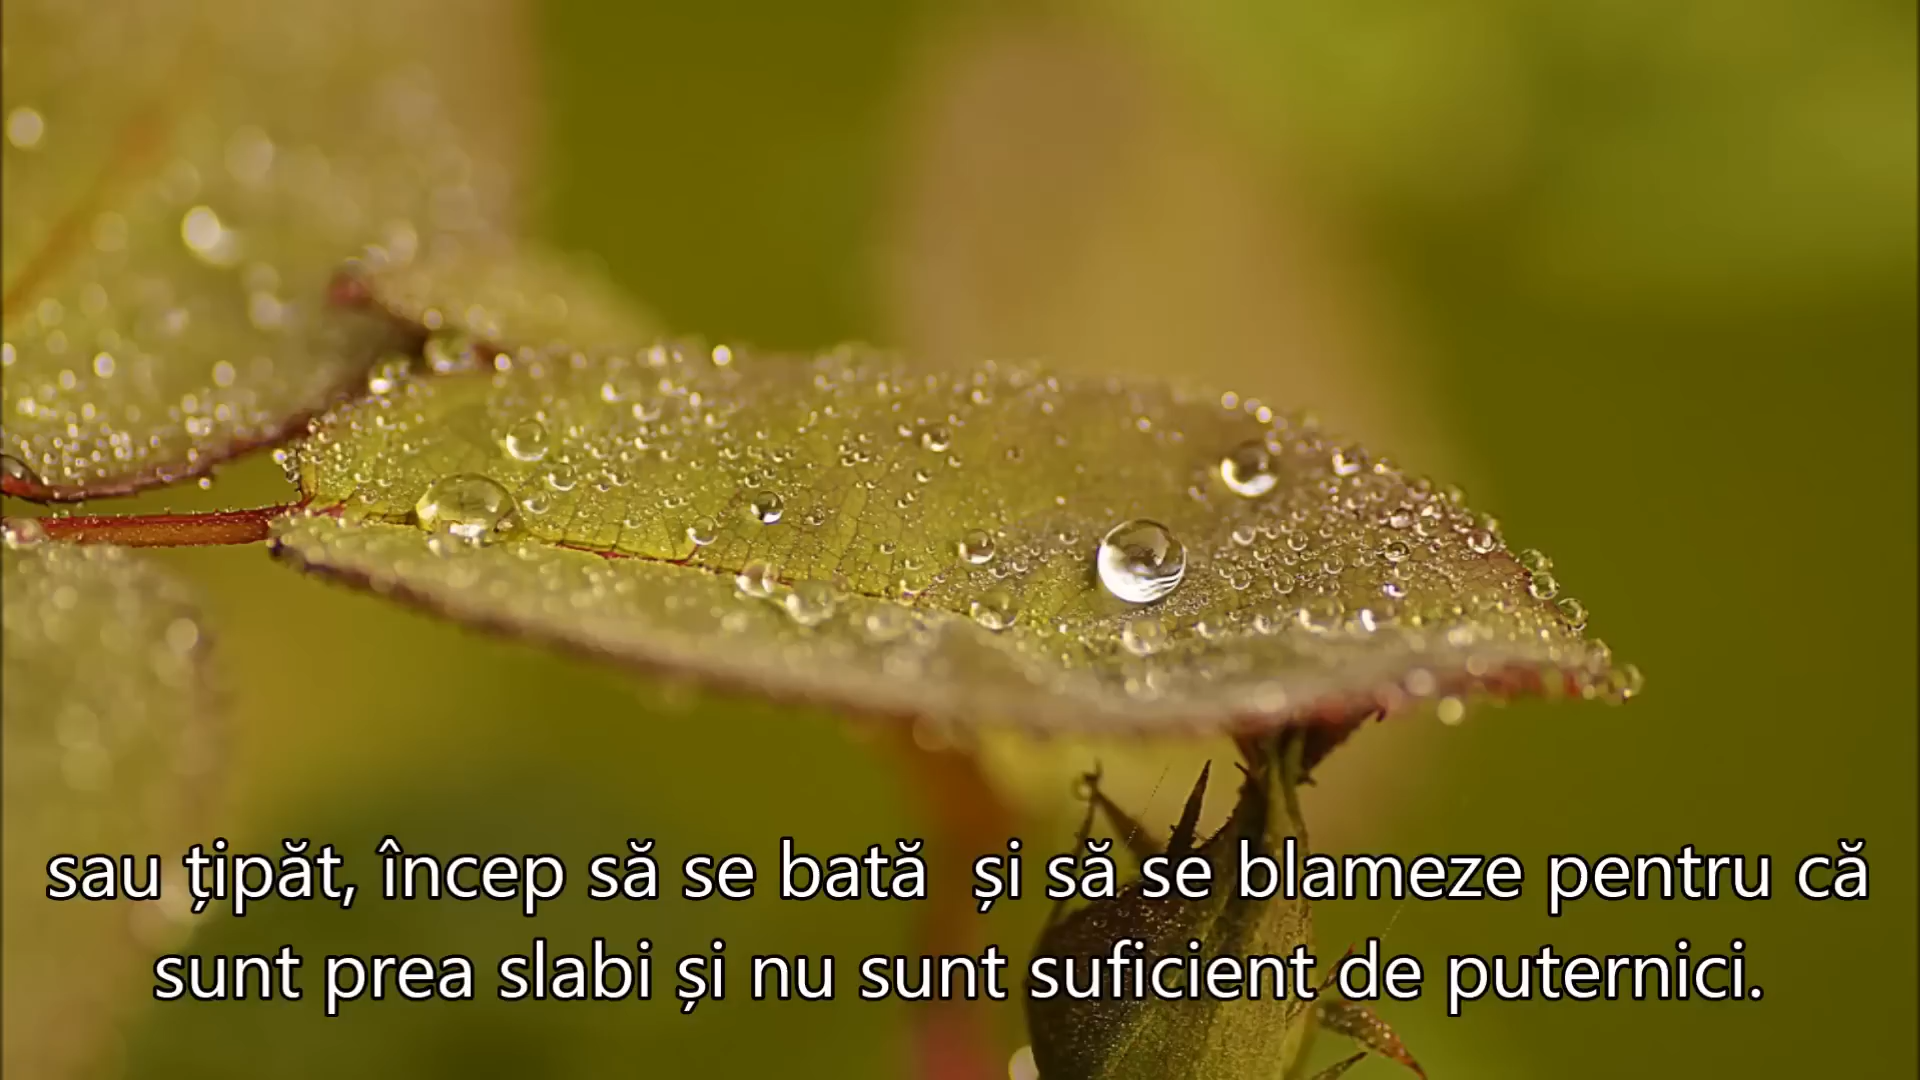 sau țipăt, încep să se bată și să se blameze pentru că
sunt prea slabi și nu sunt suficient de puternici.